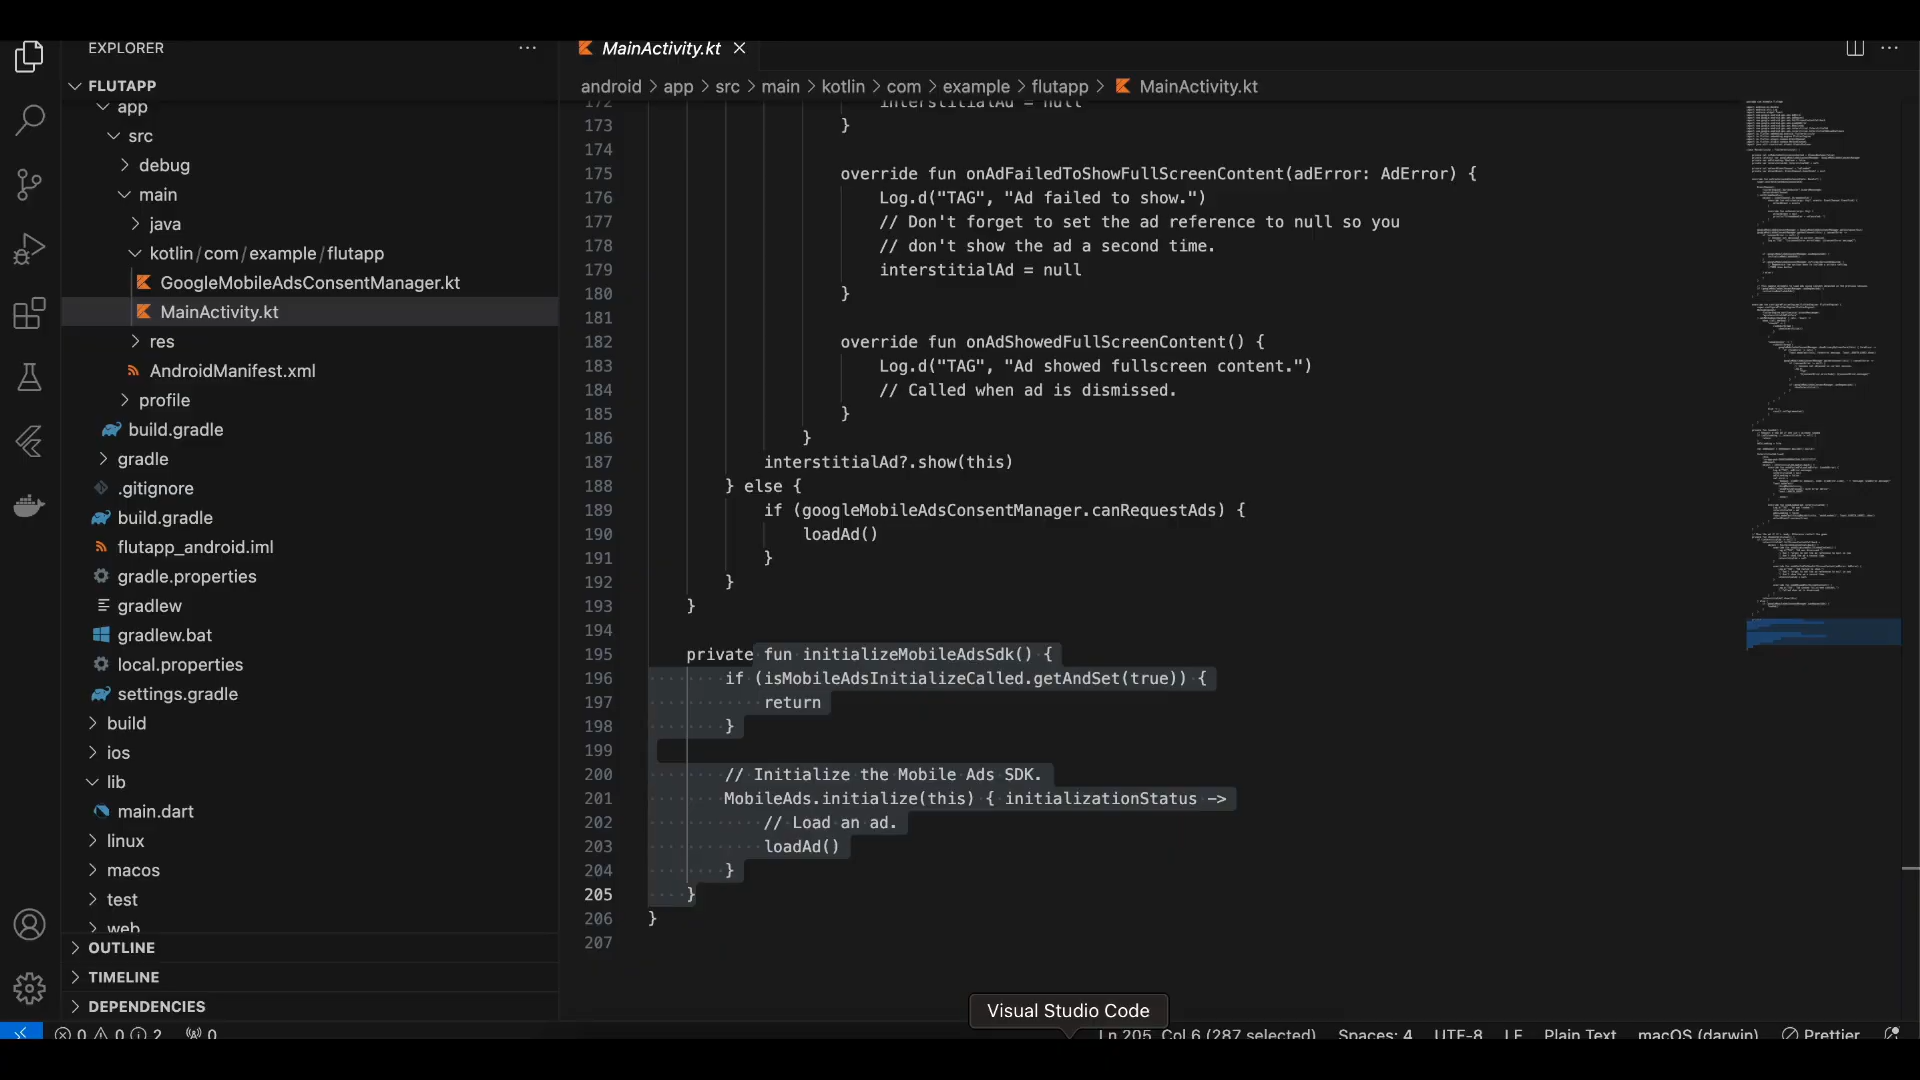 EXPLORER
MainActivity.kt
FLUTAPP
android > app > src > main > kotlin > com > example > flutapp > MainActivity.kt
app
src
debug
main
java
kotlin/com/example/flutapp
GoogleMobileAdsConsentManager.kt
MainActivity.kt
res
AndroidManifest.xml
profile
build.gradle
gradle
.gitignore
build.gradle
flutapp_android.iml
gradle.properties
gradlew
gradlew.bat
local.properties
settings.gradle
build
ios
lib
main.dart
linux
macos
test
web
OUTLINE
TIMELINE
DEPENDENCIES
172 interstitialAd = null
173 }
174
175 override fun onAdFailedToShowFullScreenContent(adError: AdError) {
176 Log.d("TAG", "Ad failed to show.")
177 // Don't forget to set the ad reference to null so you
178 // don't show the ad a second time.
179 interstitialAd = null
180 }
181
182 override fun onAdShowedFullScreenContent() {
183 Log.d("TAG", "Ad showed fullscreen content.")
184 // Called when ad is dismissed.
185 }
186 }
187 interstitialAd?.show(this)
188 } else {
189 if (googleMobileAdsConsentManager.canRequestAds) {
190 loadAd()
191 }
192 }
193 }
194
195 private fun initializeMobileAdsSdk() {
196 if (isMobileAdsInitializeCalled.getAndSet(true)) {
197 return
198 }
199
200 // Initialize the Mobile Ads SDK.
201 MobileAds.initialize(this) { initializationStatus ->
202 // Load an ad.
203 loadAd()
204 }
205 }
206 }
207
Visual Studio Code
0 0 2 0
Ln 205, Col 6 (287 selected) Spaces: 4 UTF-8 LF Plain Text macOS (darwin) Prettier